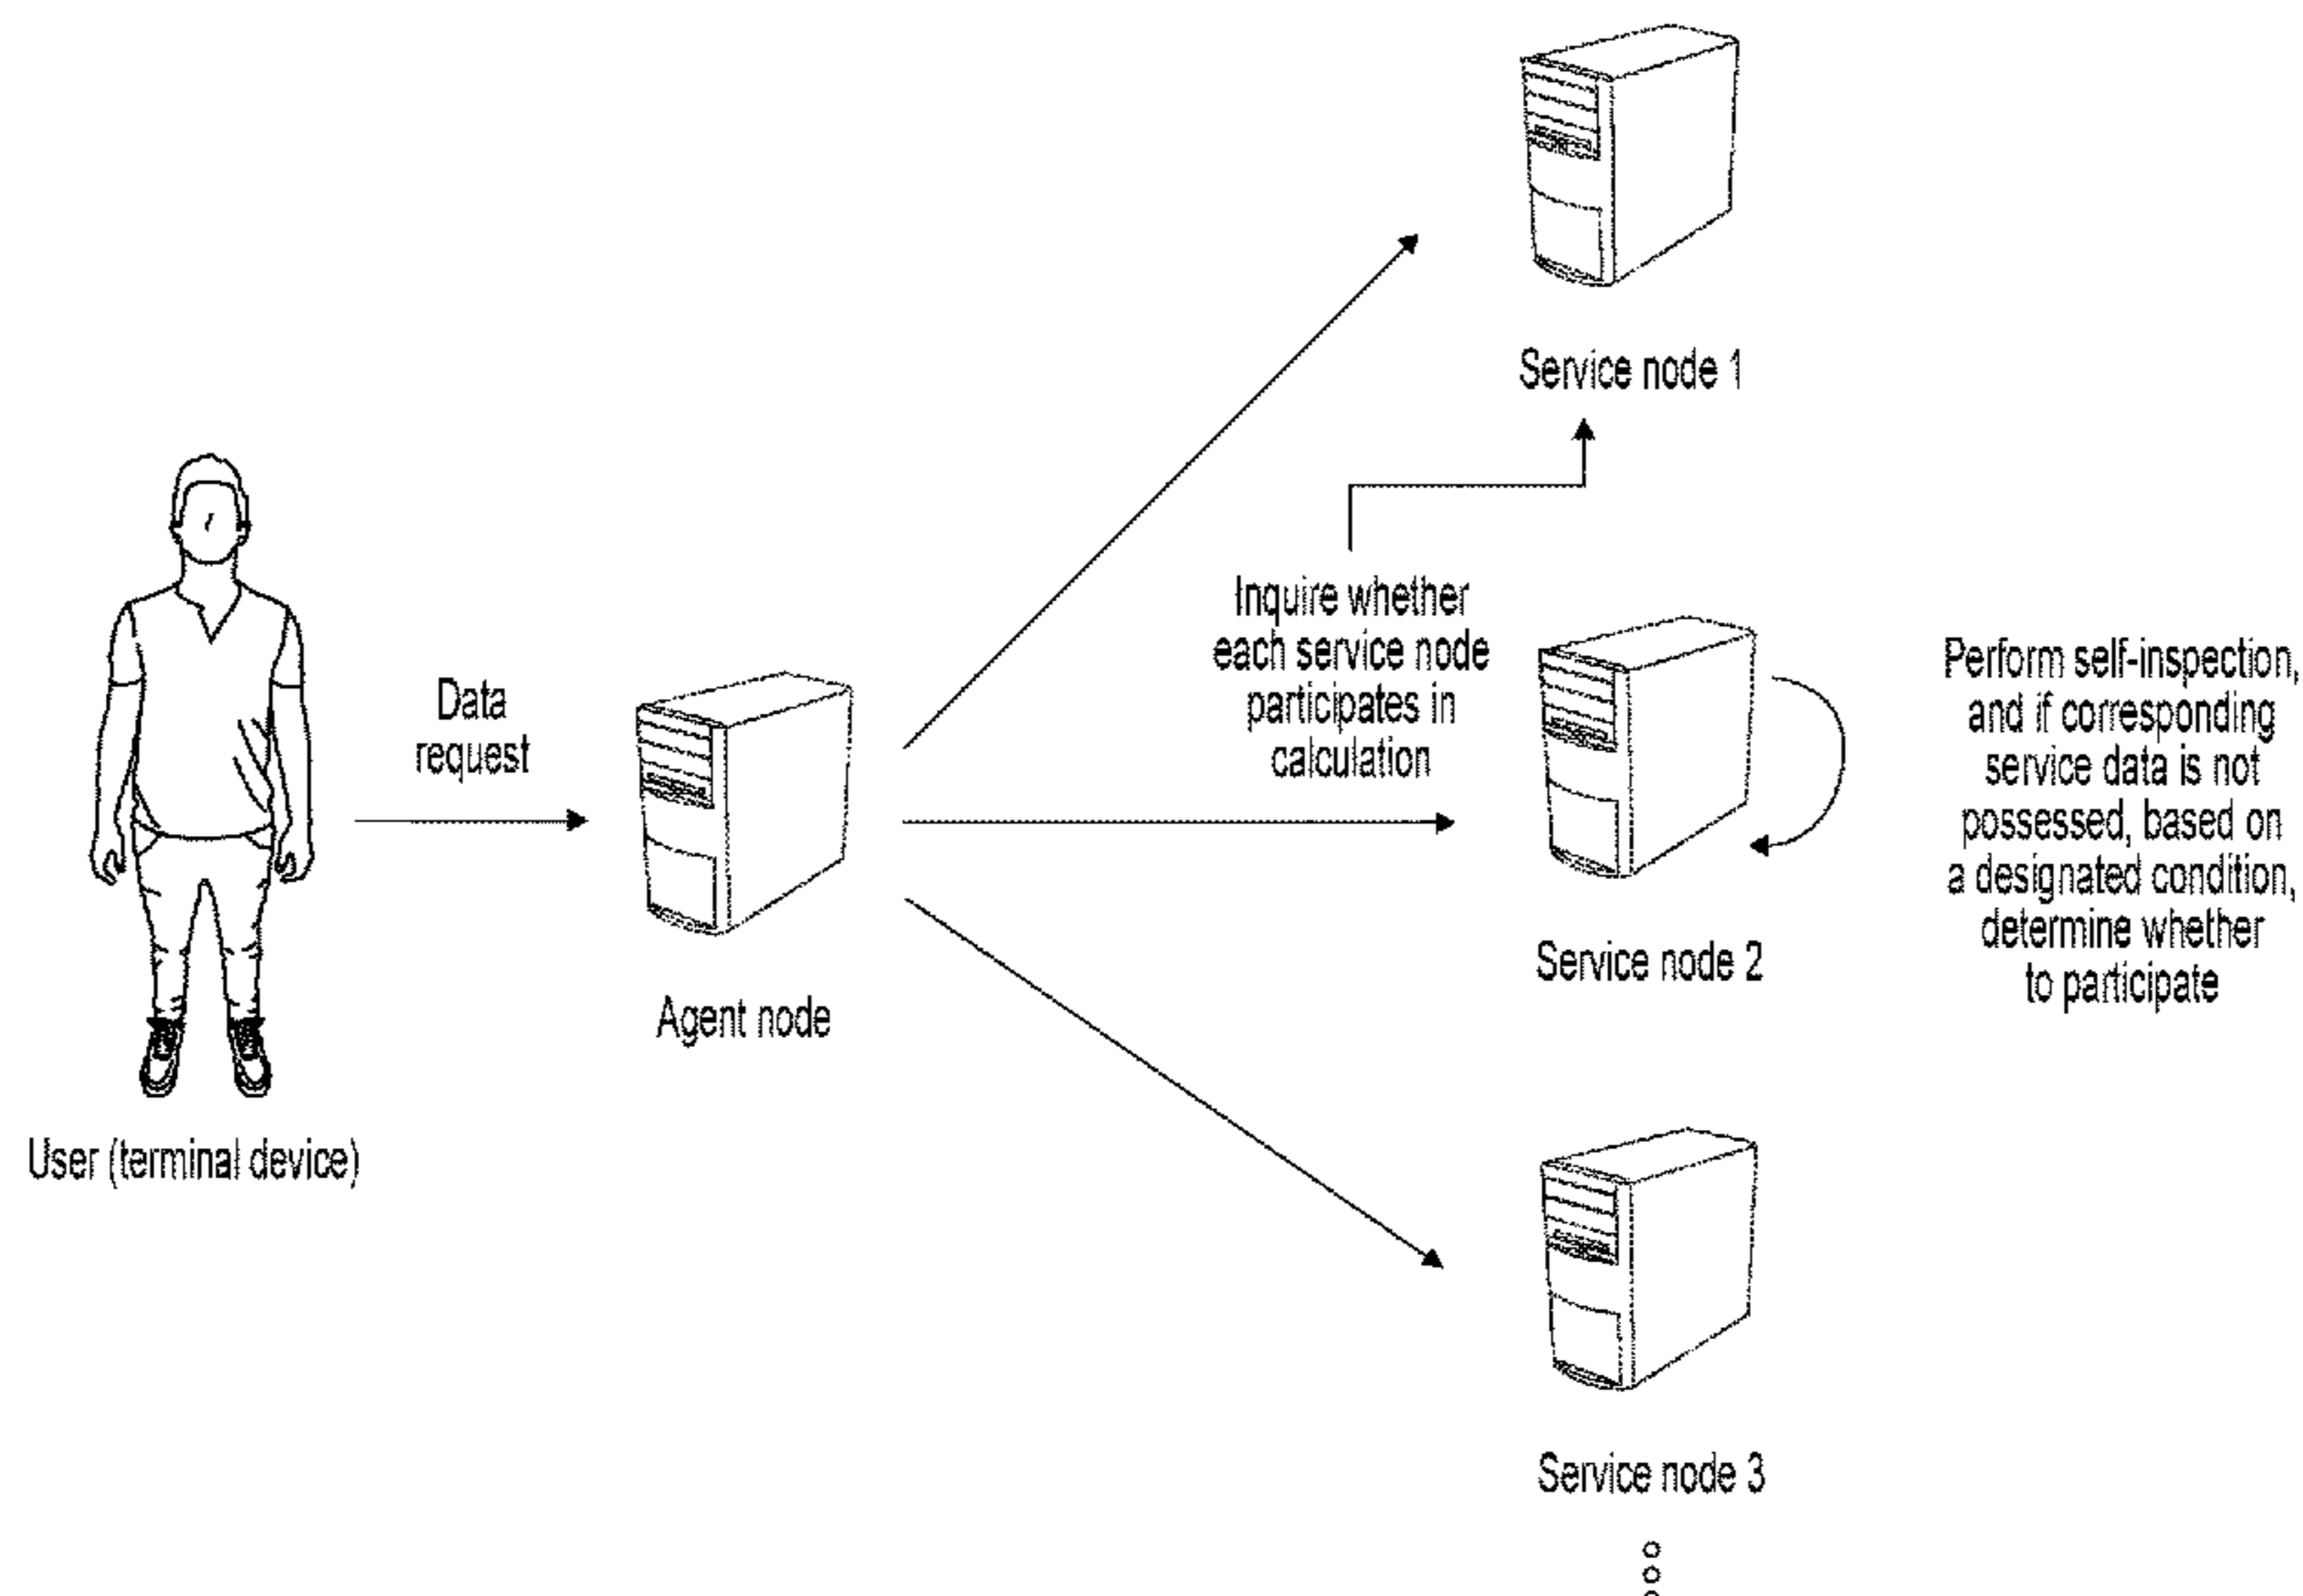 Service node 1
Inquire whether
each service node
participates in
calculation
Data
request
Perform self-inspection,
and if corresponding
service data is not
possessed, based on
a designated condition,
determine whether
to participate
Service node 2
Agent node
User (terminal device)
Service node 3